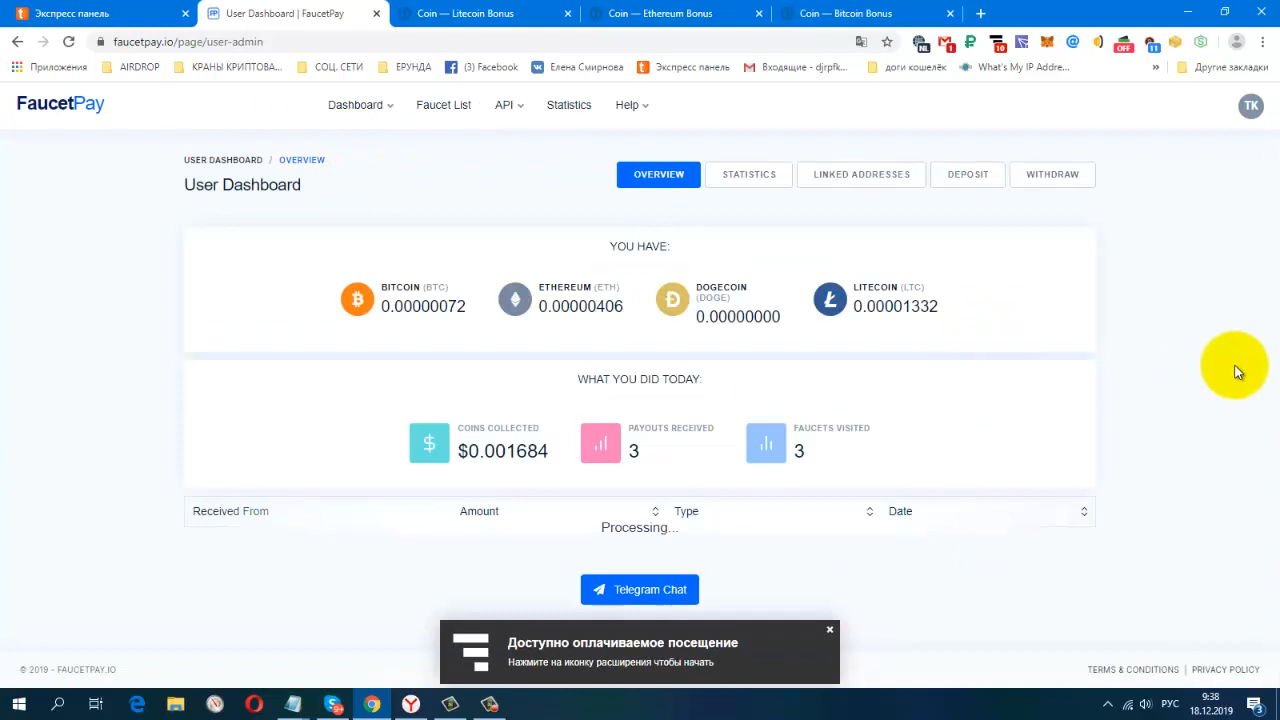 Экспресс панель
User Dashboard | FaucetPay
Coin — Litecoin Bonus
Coin — Ethereum Bonus
Coin — Bitcoin Bonus
faucetpay.io/page/user-admin
Приложения
AIRDROP
КРАНЫ КРИПТОВА...
СОЦ. СЕТИ
ЕРУНДА
(3) Facebook
Елена Смирнова
Экспресс панель
Входящие - djrpfk...
доги кошелёк
What's My IP Addre...
»
Другие закладки
NL
1
10
OFF
11
FaucetPay
Dashboard
Faucet List
API
Statistics
Help
TK
USER DASHBOARD / OVERVIEW
User Dashboard
OVERVIEW
STATISTICS
LINKED ADDRESSES
DEPOSIT
WITHDRAW
YOU HAVE:
BITCOIN (BTC)
0.00000072
ETHEREUM (ETH)
0.00000406
DOGECOIN
(DOGE)
0.00000000
LITECOIN (LTC)
0.00001332
WHAT YOU DID TODAY:
COINS COLLECTED
$0.001684
PAYOUTS RECEIVED
3
FAUCETS VISITED
3
Received From
Amount
Type
Date
Processing...
Telegram Chat
Доступно оплачиваемое посещение
Нажмите на иконку расширения чтобы начать
© 2019 - FAUCETPAY.IO
TERMS & CONDITIONS | PRIVACY POLICY
РУС
9:38
18.12.2019
3